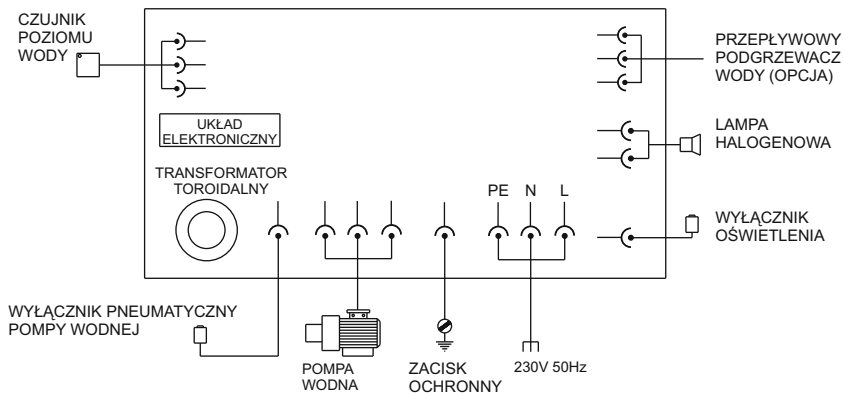 CZUJNIK
POZIOMU
WODY
PRZEPŁYWOWY
PODGRZEWACZ
WODY (OPCJA)
UKŁAD
ELEKTRONICZNY
LAMPA
HALOGENOWA
TRANSFORMATOR
TOROIDALNY
PE N L
WYŁĄCZNIK
OŚWIETLENIA
WYŁĄCZNIK PNEUMATYCZNY
POMPY WODNEJ
POMPA
WODNA
ZACISK
OCHRONNY
230V 50Hz